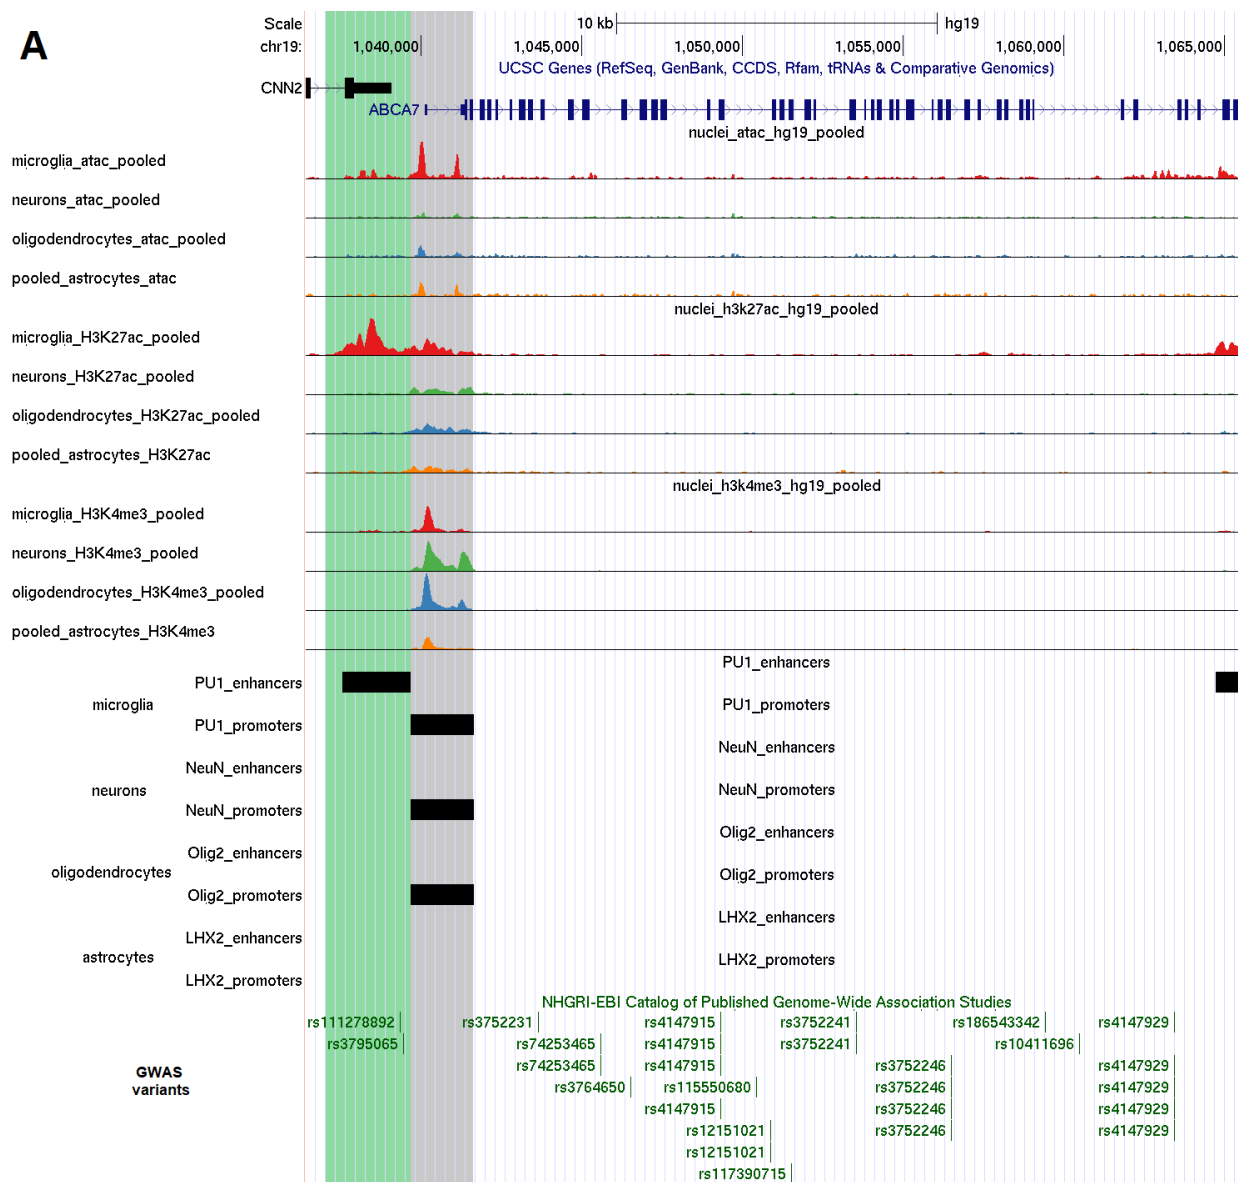 A
Scale
10 kb
hg19
chr19:
1,040,000
1,045,000
1,050,000
1,055,000
1,060,000
1,065,000
UCSC Genes (RefSeq, GenBank, CCDS, Rfam, tRNAs & Comparative Genomics)
CNN2
ABCA7
nuclei_atac_hg19_pooled
microglia_atac_pooled
neurons_atac_pooled
oligodendrocytes_atac_pooled
pooled_astrocytes_atac
nuclei_h3k27ac_hg19_pooled
microglia_H3K27ac_pooled
neurons_H3K27ac_pooled
oligodendrocytes_H3K27ac_pooled
pooled_astrocytes_H3K27ac
nuclei_h3k4me3_hg19_pooled
microglia_H3K4me3_pooled
neurons_H3K4me3_pooled
oligodendrocytes_H3K4me3_pooled
pooled_astrocytes_H3K4me3
PU1_enhancers
PU1_enhancers
microglia
PU1_promoters
PU1_promoters
NeuN_enhancers
NeuN_enhancers
neurons
NeuN_promoters
NeuN_promoters
Olig2_enhancers
Olig2_enhancers
oligodendrocytes
Olig2_promoters
Olig2_promoters
LHX2_enhancers
LHX2_enhancers
astrocytes
LHX2_promoters
LHX2_promoters
NHGRI-EBI Catalog of Published Genome-Wide Association Studies
rs111278892 rs3752231 rs4147915 rs3752241 rs186543342 rs4147929
rs3795065 rs74253465 rs4147915 rs3752241 rs10411696 rs4147929
rs74253465 rs4147915 rs3752246 rs4147929
rs3764650 rs115550680 rs3752246 rs4147929
rs4147915 rs3752246 rs4147929
rs12151021 rs3752246 rs4147929
rs12151021
rs117390715
GWAS
variants